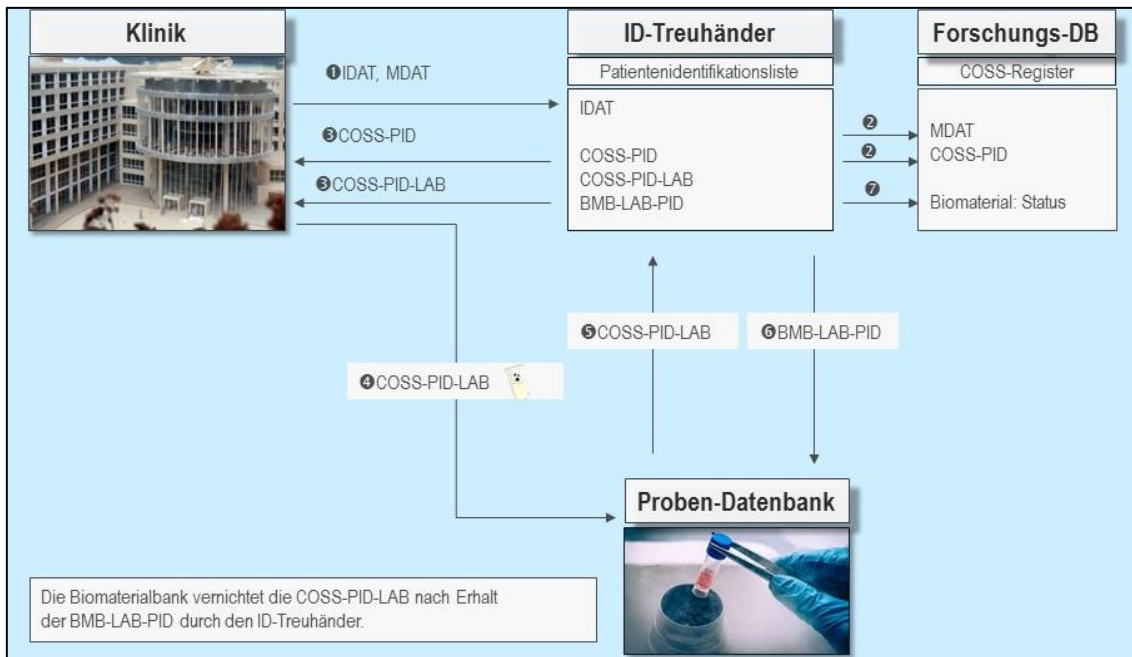 Klinik
❶IDAT, MDAT
❸COSS-PID
❸COSS-PID-LAB
ID-Treuhänder
Patientenidentifikationsliste
IDAT
COSS-PID
COSS-PID-LAB
BMB-LAB-PID
❷
❷
❼
Forschungs-DB
COSS-Register
MDAT
COSS-PID
Biomaterial: Status
❺COSS-PID-LAB
❻BMB-LAB-PID
❹COSS-PID-LAB
Proben-Datenbank
Die Biomaterialbank vernichtet die COSS-PID-LAB nach Erhalt
der BMB-LAB-PID durch den ID-Treuhänder.